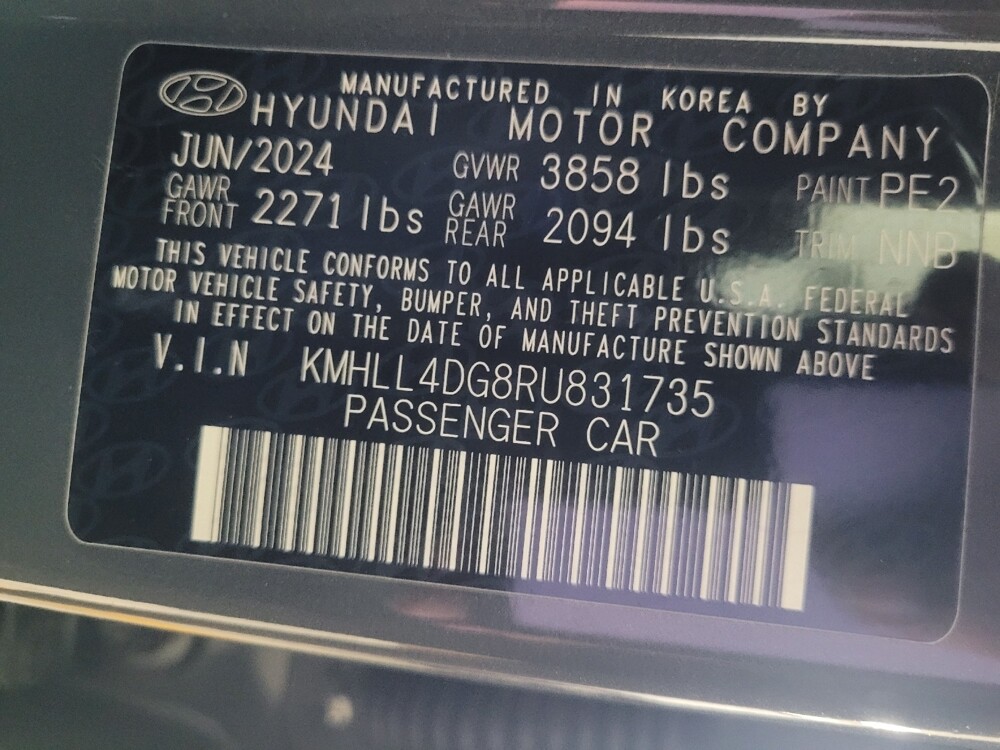 MANUFACTURED IN KOREA BY
HYUNDAI MOTOR COMPANY
JUN/2024 GVWR 3858 lbs PAINT PE2
GAWR FRONT 2271 lbs GAWR REAR 2094 lbs TRIM NNB
THIS VEHICLE CONFORMS TO ALL APPLICABLE U.S.A. FEDERAL
MOTOR VEHICLE SAFETY, BUMPER, AND THEFT PREVENTION STANDARDS
IN EFFECT ON THE DATE OF MANUFACTURE SHOWN ABOVE
V.I.N KMHLL4DG8RU831735
PASSENGER CAR